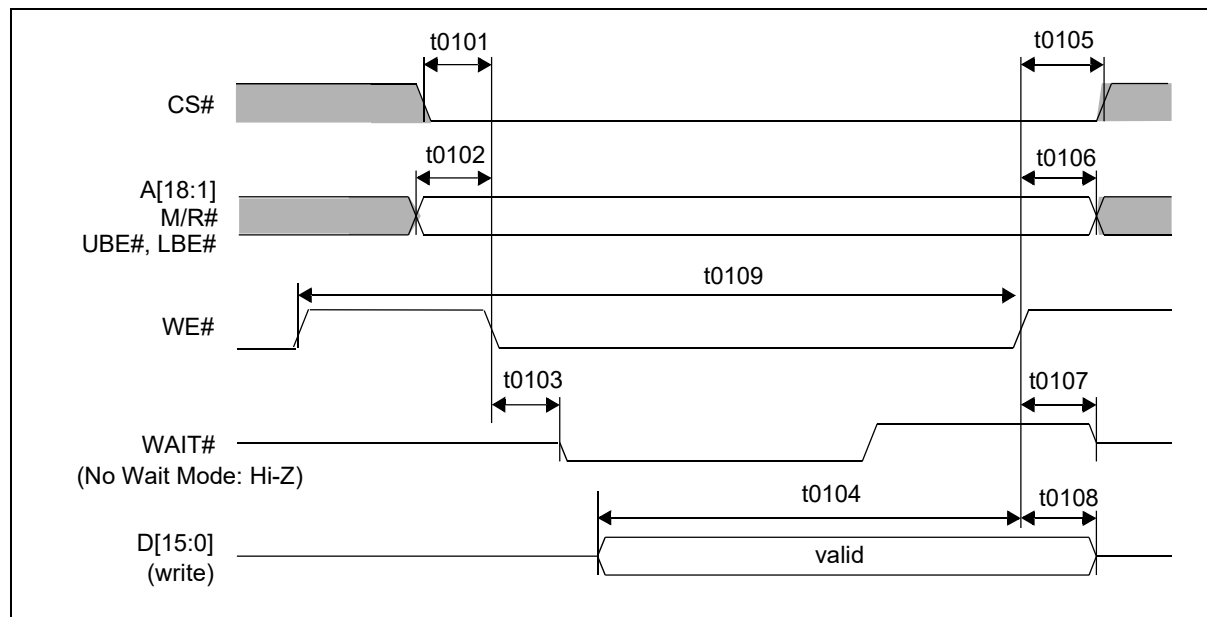 t0101
t0105
CS#
t0102
t0106
A[18:1]
M/R#
UBE#, LBE#
t0109
WE#
t0103
t0107
WAIT#
(No Wait Mode: Hi-Z)
t0104
t0108
D[15:0]
(write)
valid